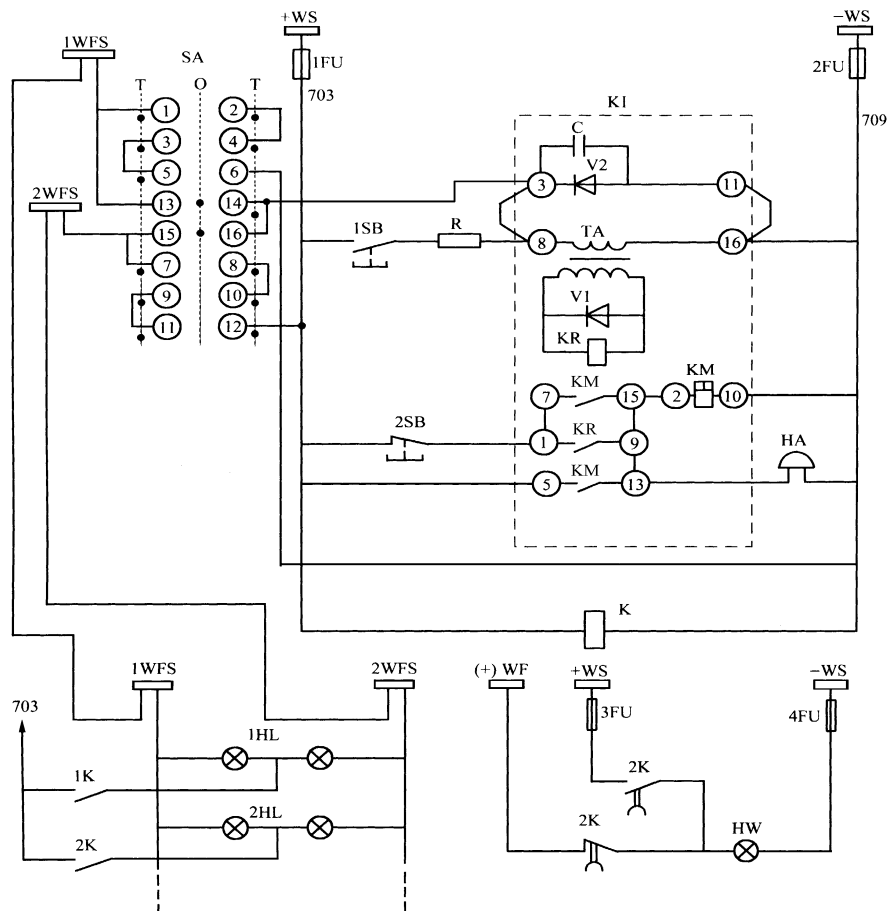 1WFS SA +WS −WS
1FU 2FU
T O T
703
709
K1
1 2
3 4
5 6
13 14
15 16
7 8
9 10
11 12
2WFS
C
V2
3 11
1SB R 8 TA 16
V1
KR
KM KM
7 15 2 10
2SB
1 KR 9 HA
KM
5 13
K
1WFS 2WFS (+) WF +WS −WS
703
3FU 4FU
1HL
1K 2K
2HL
2K 2K HW